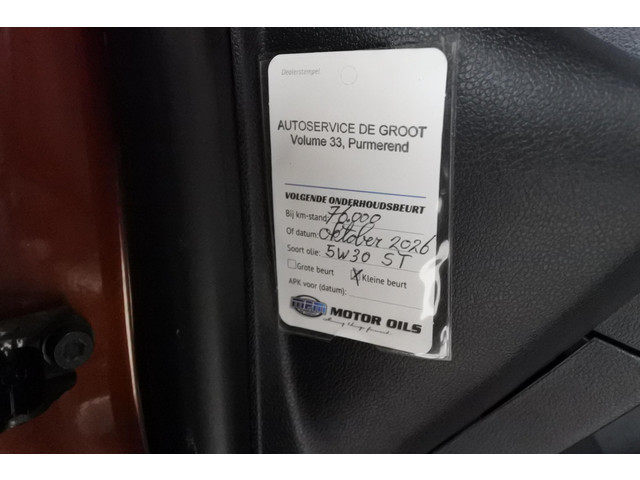 Dealerstempel
AUTOSERVICE DE GROOT
Volume 33, Purmerend
VOLGENDE ONDERHOUDSBEURT
Bij km-stand: 76.000
Of datum: Oktober 2026
Soort olie: 5W30 ST
Grote beurt Kleine beurt
APK voor (datum):
MOTOR OILS